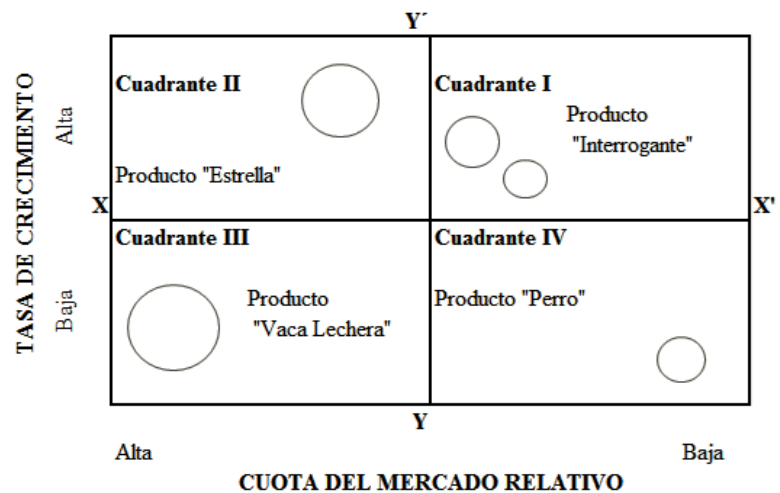 Y´
TASA DE CRECIMIENTO
Alta
Baja
Cuadrante II
Producto "Estrella"
Cuadrante I
Producto
"Interrogante"
X
X'
Cuadrante III
Producto
"Vaca Lechera"
Cuadrante IV
Producto "Perro"
Y
Alta
Baja
CUOTA DEL MERCADO RELATIVO